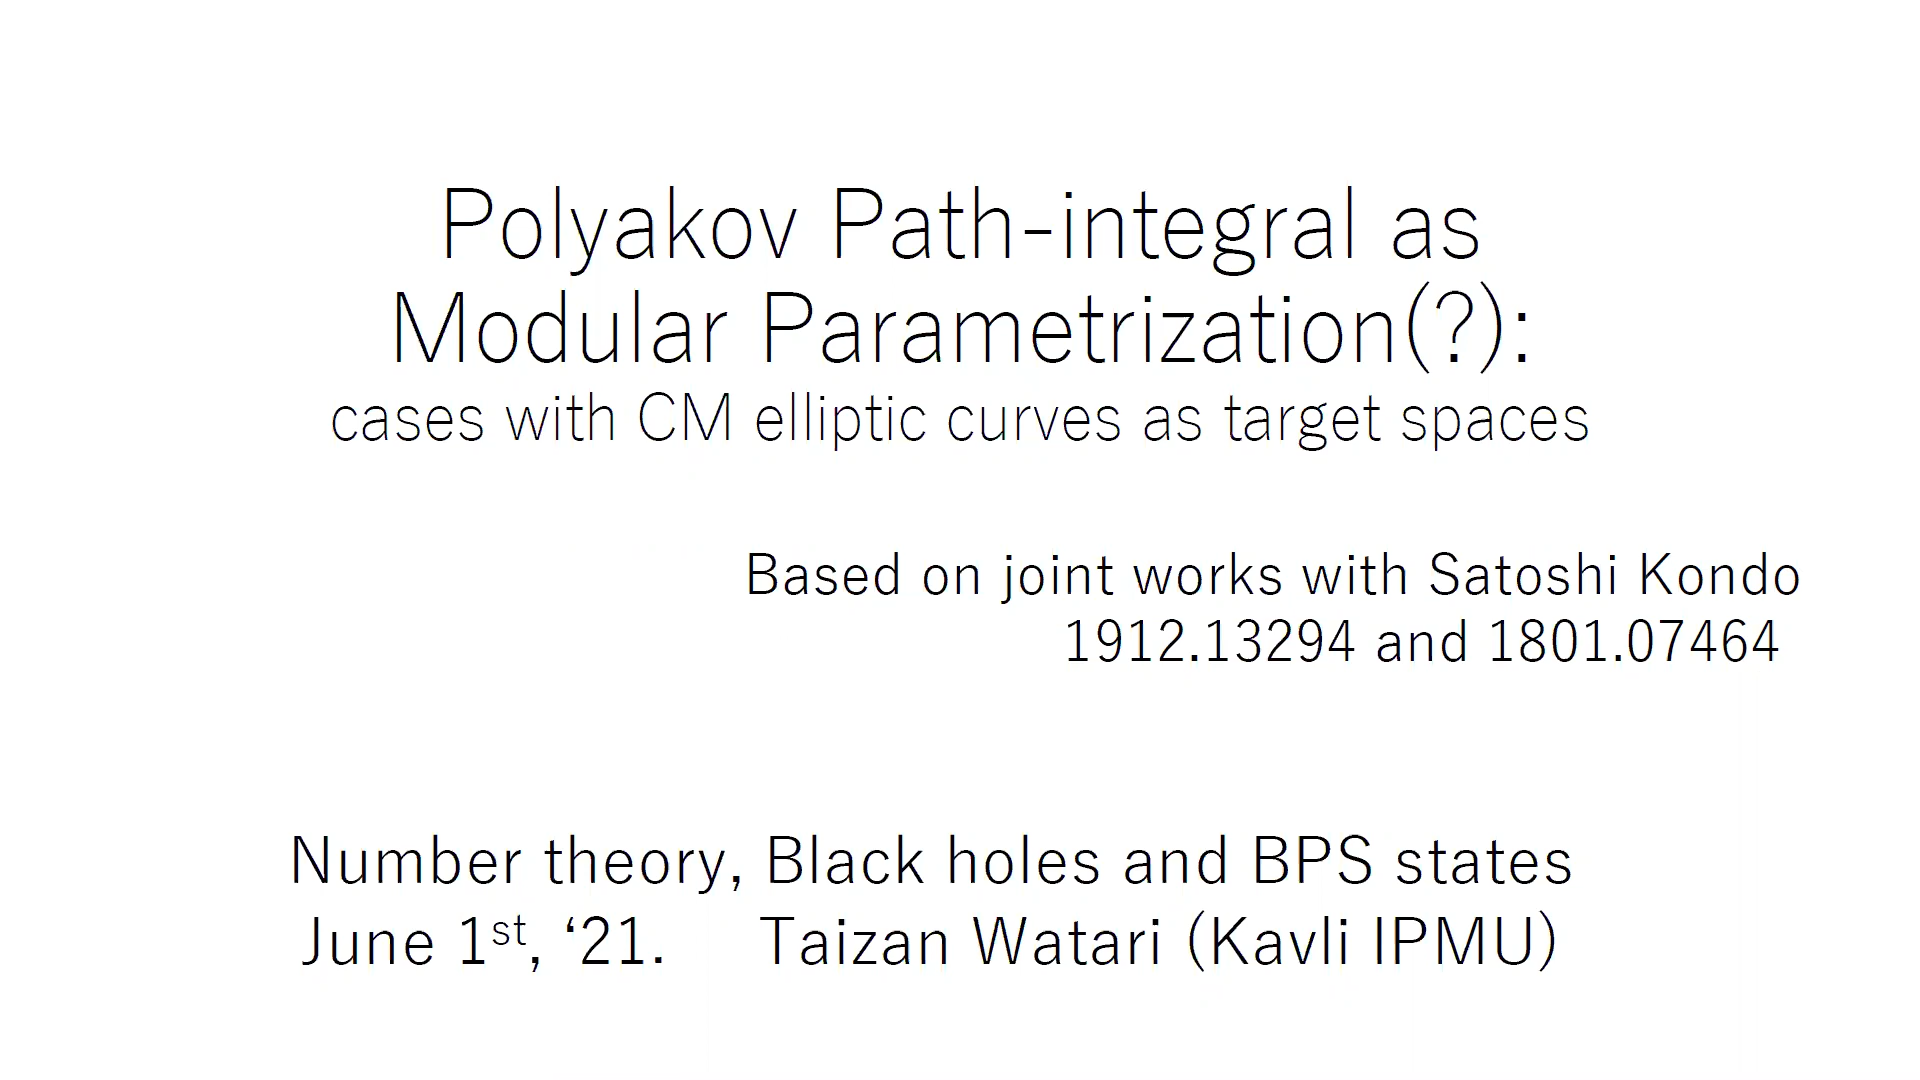 Polyakov Path-integral as
Modular Parametrization(?):
cases with CM elliptic curves as target spaces
Based on joint works with Satoshi Kondo
1912.13294 and 1801.07464
Number theory, Black holes and BPS states
June 1st, ‘21. Taizan Watari (Kavli IPMU)